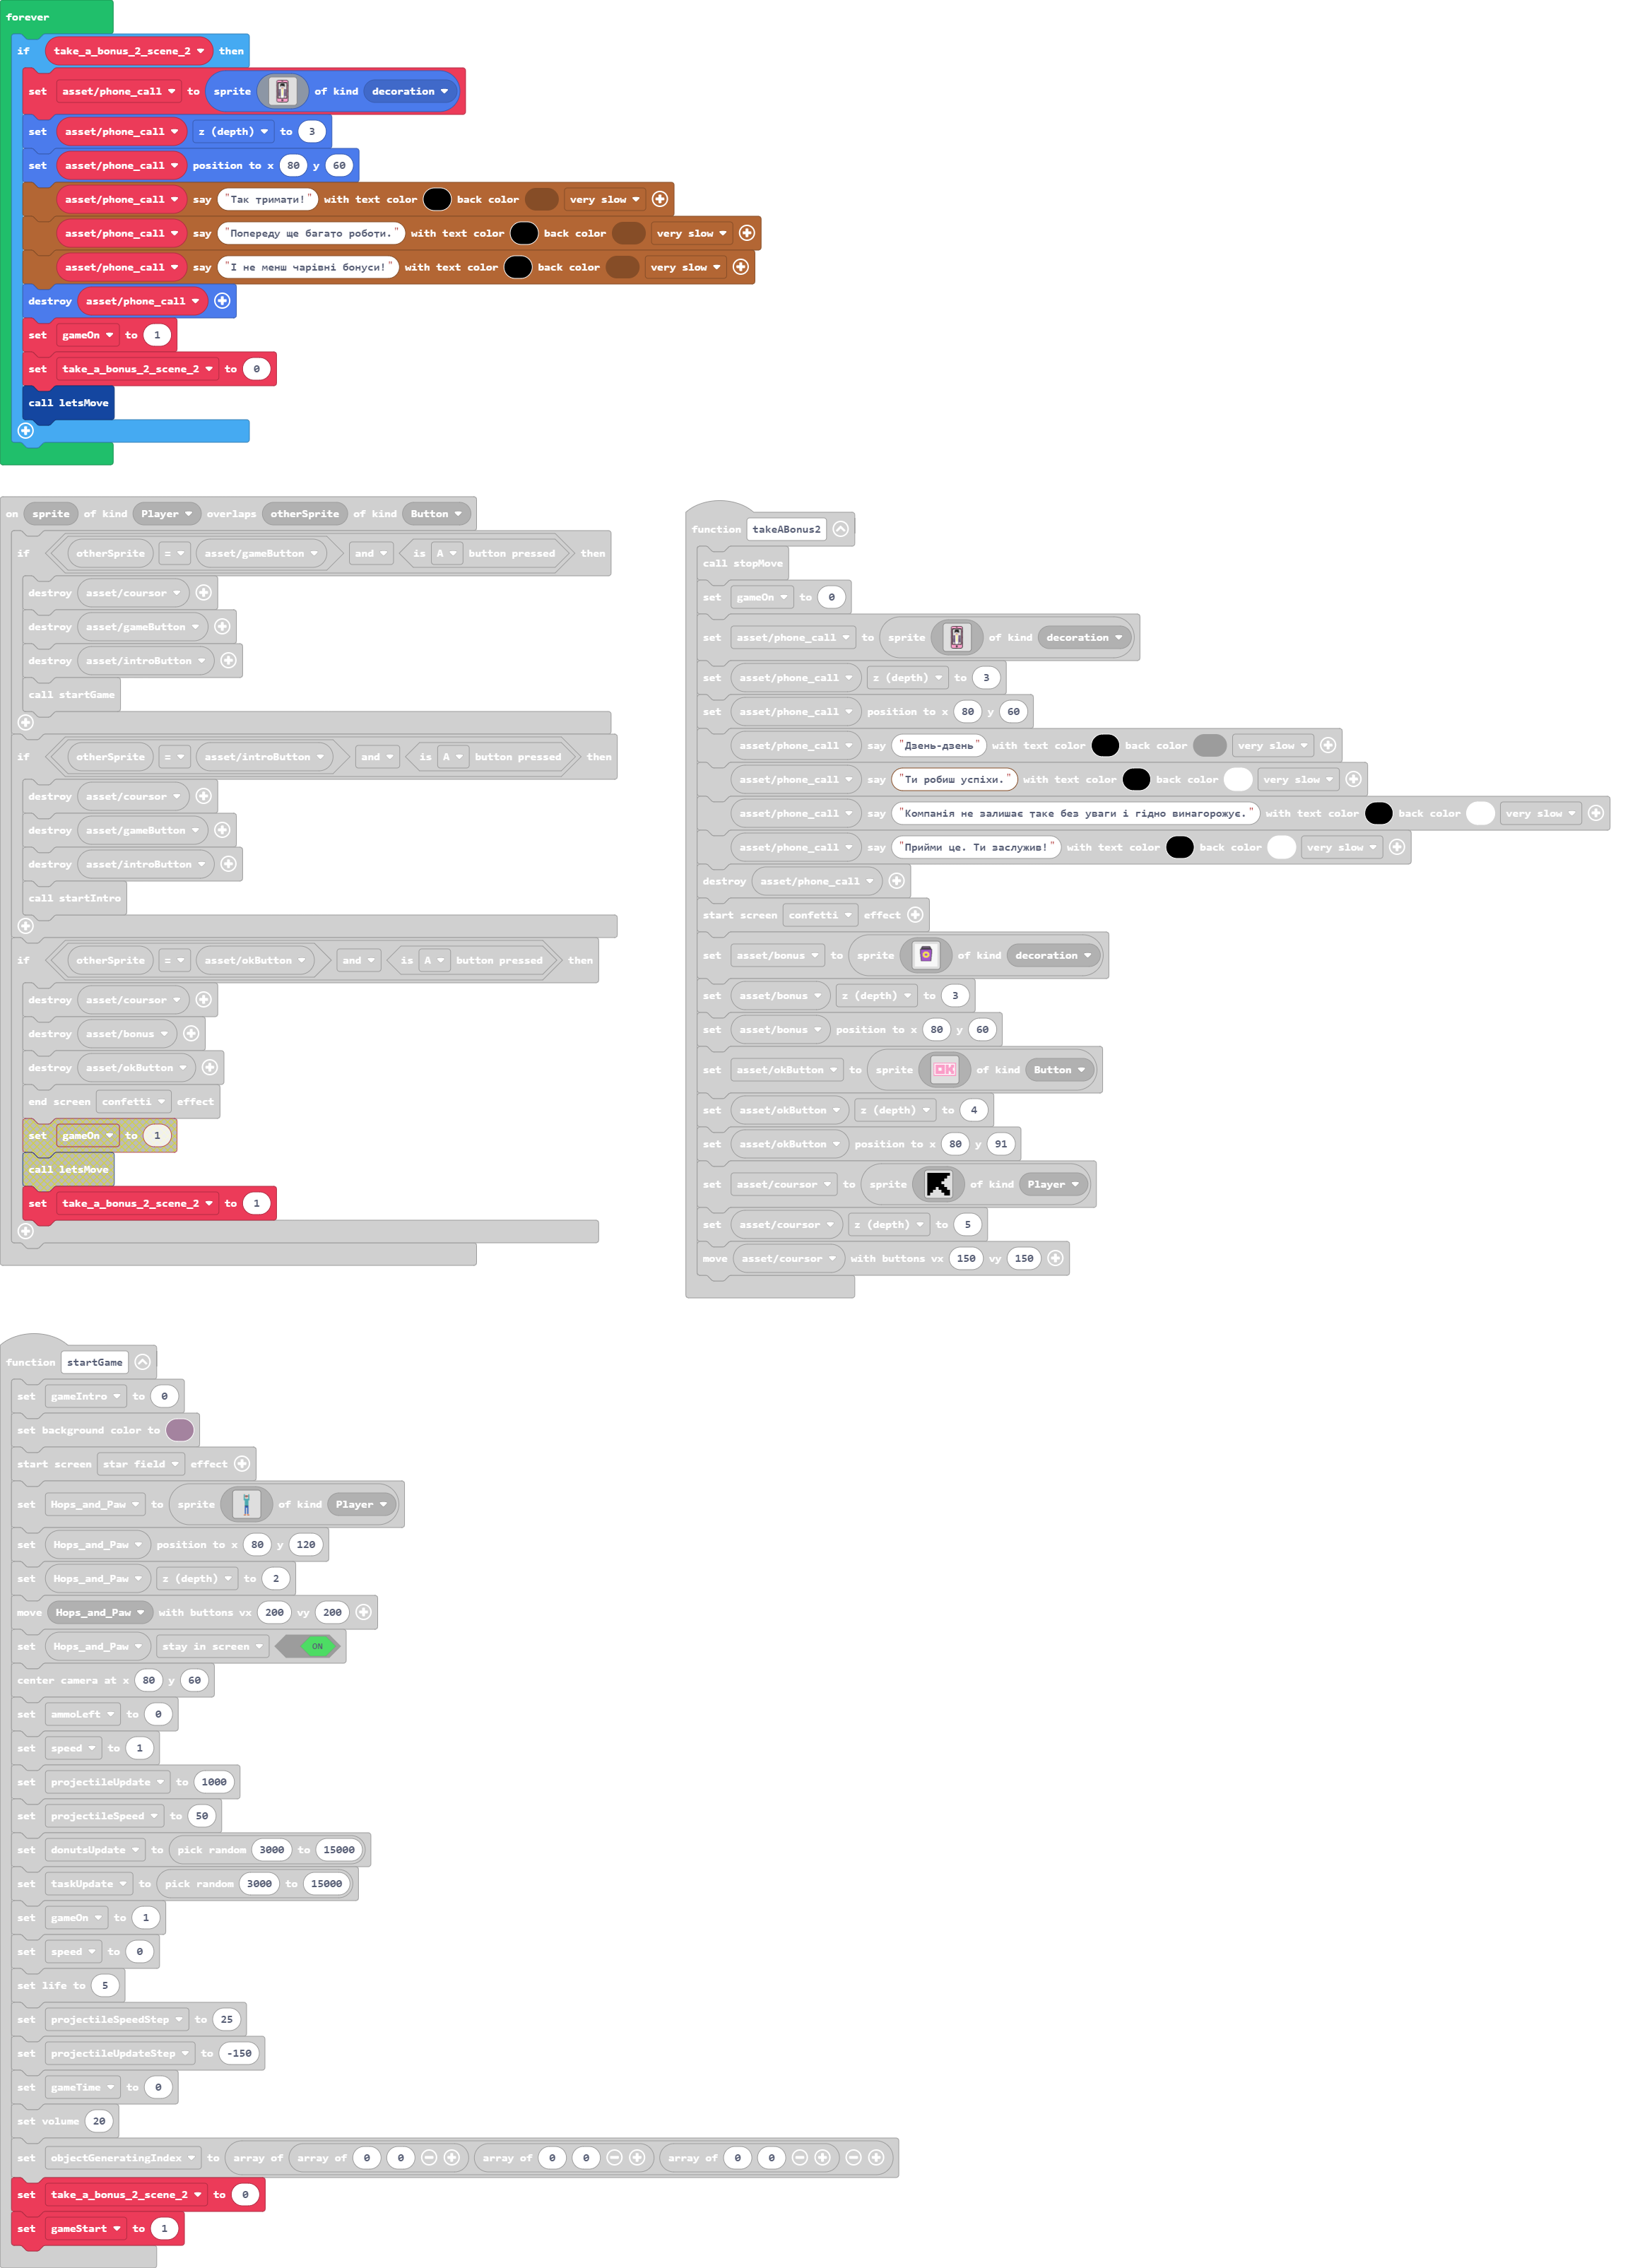 forever
if take_a_bonus_2_scene_2 then
set asset/phone_call to sprite of kind decoration
set asset/phone_call z (depth) to 3
set asset/phone_call position to x 80 y 60
asset/phone_call say "Так тримати!" with text color back color very slow
asset/phone_call say "Попереду ще багато роботи." with text color back color very slow
asset/phone_call say "І не менш чарівні бонуси!" with text color back color very slow
destroy asset/phone_call
set gameOn to 1
set take_a_bonus_2_scene_2 to 0
call letsMove
on sprite of kind Player overlaps otherSprite of kind Button
if otherSprite = asset/gameButton and is A button pressed then
destroy asset/coursor
destroy asset/gameButton
destroy asset/introButton
call startGame
if otherSprite = asset/introButton and is A button pressed then
destroy asset/coursor
destroy asset/gameButton
destroy asset/introButton
call startIntro
if otherSprite = asset/okButton and is A button pressed then
destroy asset/coursor
destroy asset/bonus
destroy asset/okButton
end screen confetti effect
set gameOn to 1
call letsMove
set take_a_bonus_2_scene_2 to 1
function takeABonus2
call stopMove
set gameOn to 0
set asset/phone_call to sprite of kind decoration
set asset/phone_call z (depth) to 3
set asset/phone_call position to x 80 y 60
asset/phone_call say "Дзень-дзень" with text color back color very slow
asset/phone_call say "Ти робиш успіхи." with text color back color very slow
asset/phone_call say "Компанія не залишає таке без уваги і гідно винагорожує." with text color back color very slow
asset/phone_call say "Прийми це. Ти заслужив!" with text color back color very slow
destroy asset/phone_call
start screen confetti effect
set asset/bonus to sprite of kind decoration
set asset/bonus z (depth) to 3
set asset/bonus position to x 80 y 60
set asset/okButton to sprite OK of kind Button
set asset/okButton z (depth) to 4
set asset/okButton position to x 80 y 91
set asset/coursor to sprite of kind Player
set asset/coursor z (depth) to 5
move asset/coursor with buttons vx 150 vy 150
function startGame
set gameIntro to 0
set background color to
start screen star field effect
set Hops_and_Paw to sprite of kind Player
set Hops_and_Paw position to x 80 y 120
set Hops_and_Paw z (depth) to 2
move Hops_and_Paw with buttons vx 200 vy 200
set Hops_and_Paw stay in screen ON
center camera at x 80 y 60
set ammoLeft to 0
set speed to 1
set projectileUpdate to 1000
set projectileSpeed to 50
set donutsUpdate to pick random 3000 to 15000
set taskUpdate to pick random 3000 to 15000
set gameOn to 1
set speed to 0
set life to 5
set projectileSpeedStep to 25
set projectileUpdateStep to -150
set gameTime to 0
set volume 20
set objectGeneratingIndex to array of array of 0 0 array of 0 0 array of 0 0
set take_a_bonus_2_scene_2 to 0
set gameStart to 1